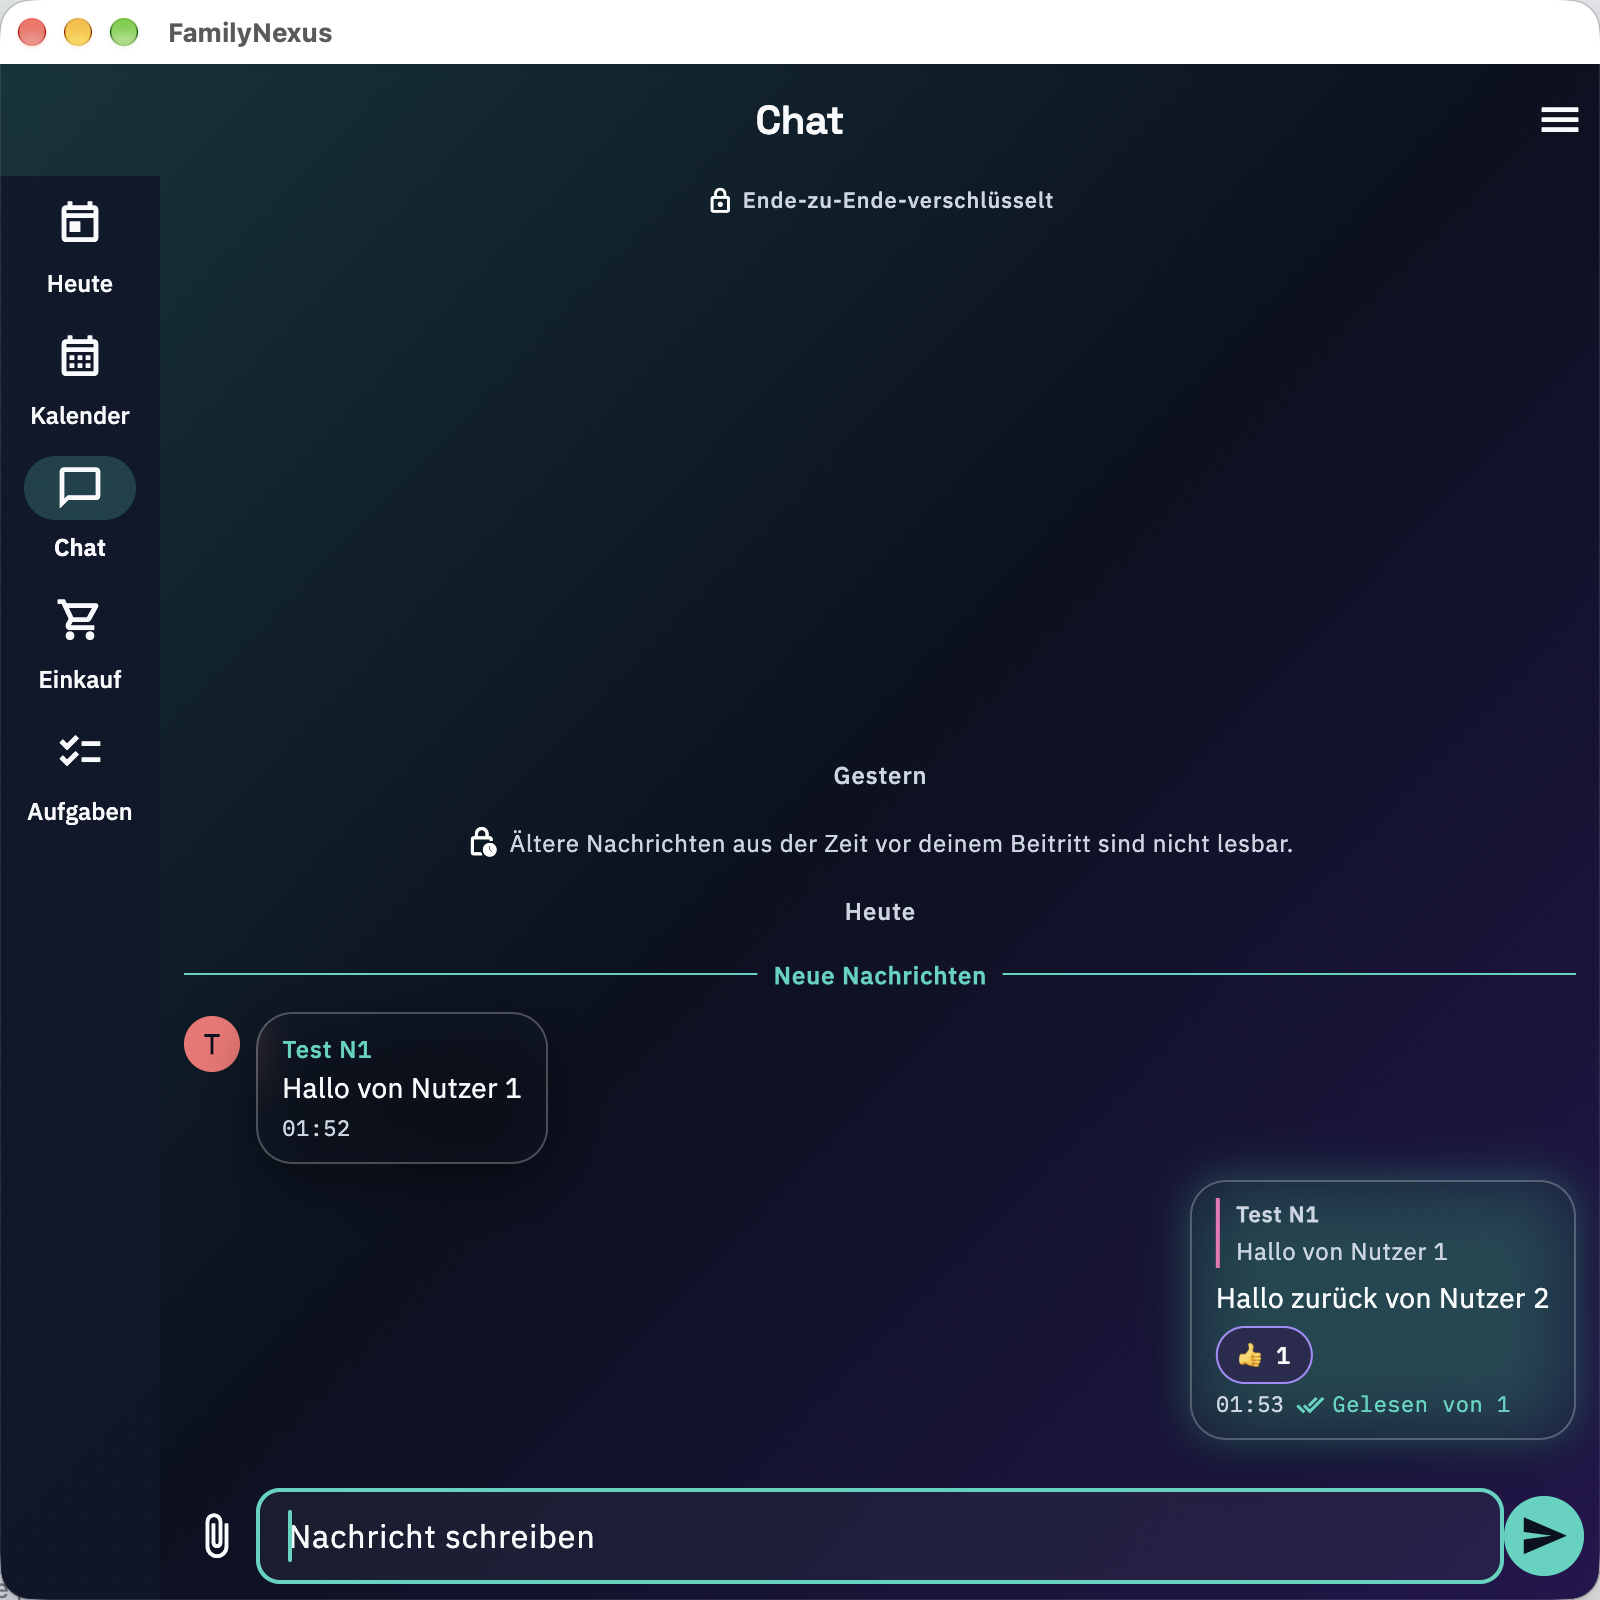 FamilyNexus
Chat
Ende-zu-Ende-verschlüsselt
Heute
Kalender
Chat
Einkauf
Aufgaben
Gestern
Ältere Nachrichten aus der Zeit vor deinem Beitritt sind nicht lesbar.
Heute
Neue Nachrichten
T
Test N1
Hallo von Nutzer 1
01:52
Test N1
Hallo von Nutzer 1
Hallo zurück von Nutzer 2
👍 1
01:53 Gelesen von 1
Nachricht schreiben